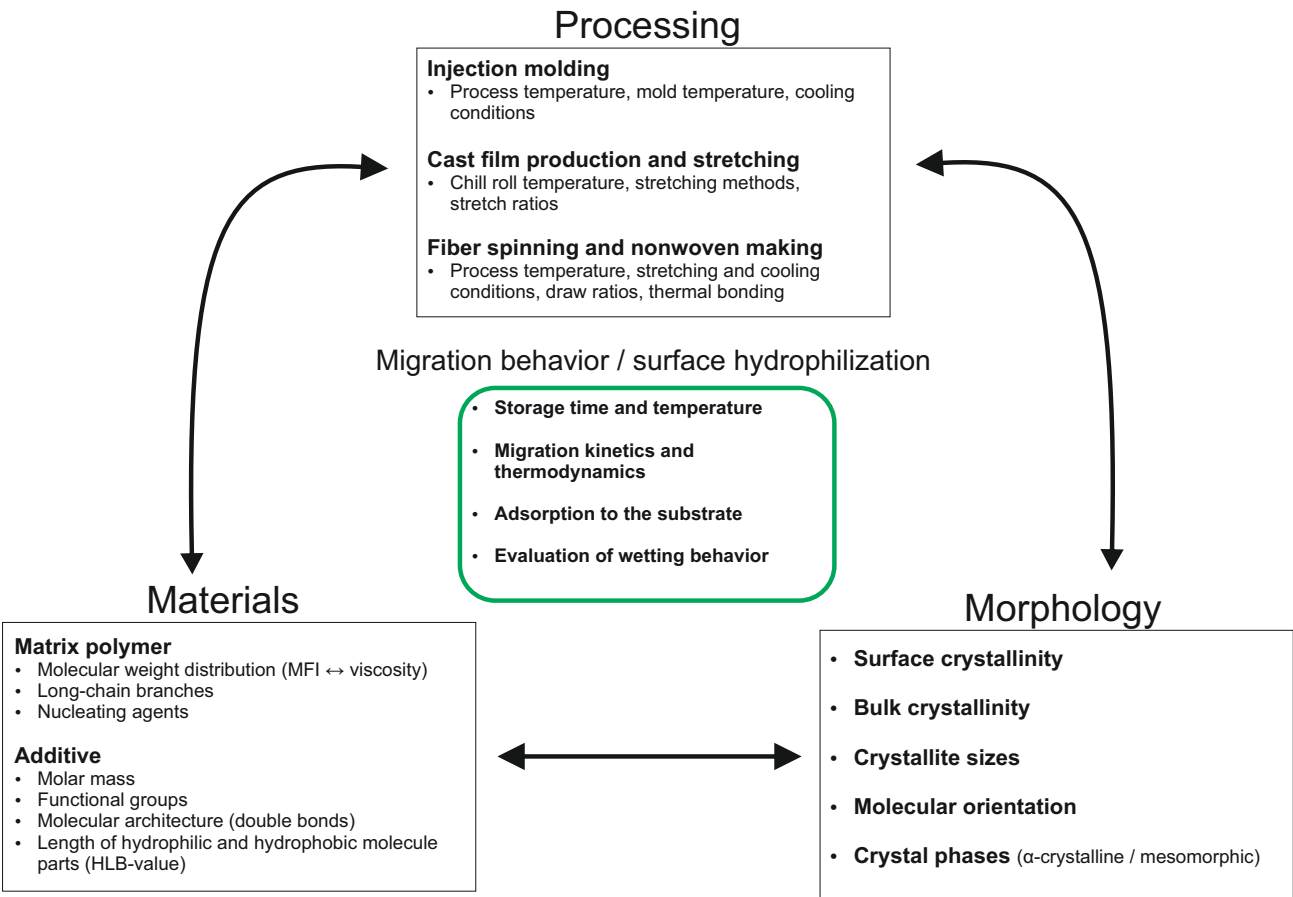 Processing
Injection molding
• Process temperature, mold temperature, cooling
conditions
Cast film production and stretching
• Chill roll temperature, stretching methods,
stretch ratios
Fiber spinning and nonwoven making
• Process temperature, stretching and cooling
conditions, draw ratios, thermal bonding
Migration behavior / surface hydrophilization
• Storage time and temperature
• Migration kinetics and
thermodynamics
• Adsorption to the substrate
• Evaluation of wetting behavior
Materials
Matrix polymer
• Molecular weight distribution (MFI ↔ viscosity)
• Long-chain branches
• Nucleating agents
Additive
• Molar mass
• Functional groups
• Molecular architecture (double bonds)
• Length of hydrophilic and hydrophobic molecule
parts (HLB-value)
Morphology
• Surface crystallinity
• Bulk crystallinity
• Crystallite sizes
• Molecular orientation
• Crystal phases (α-crystalline / mesomorphic)